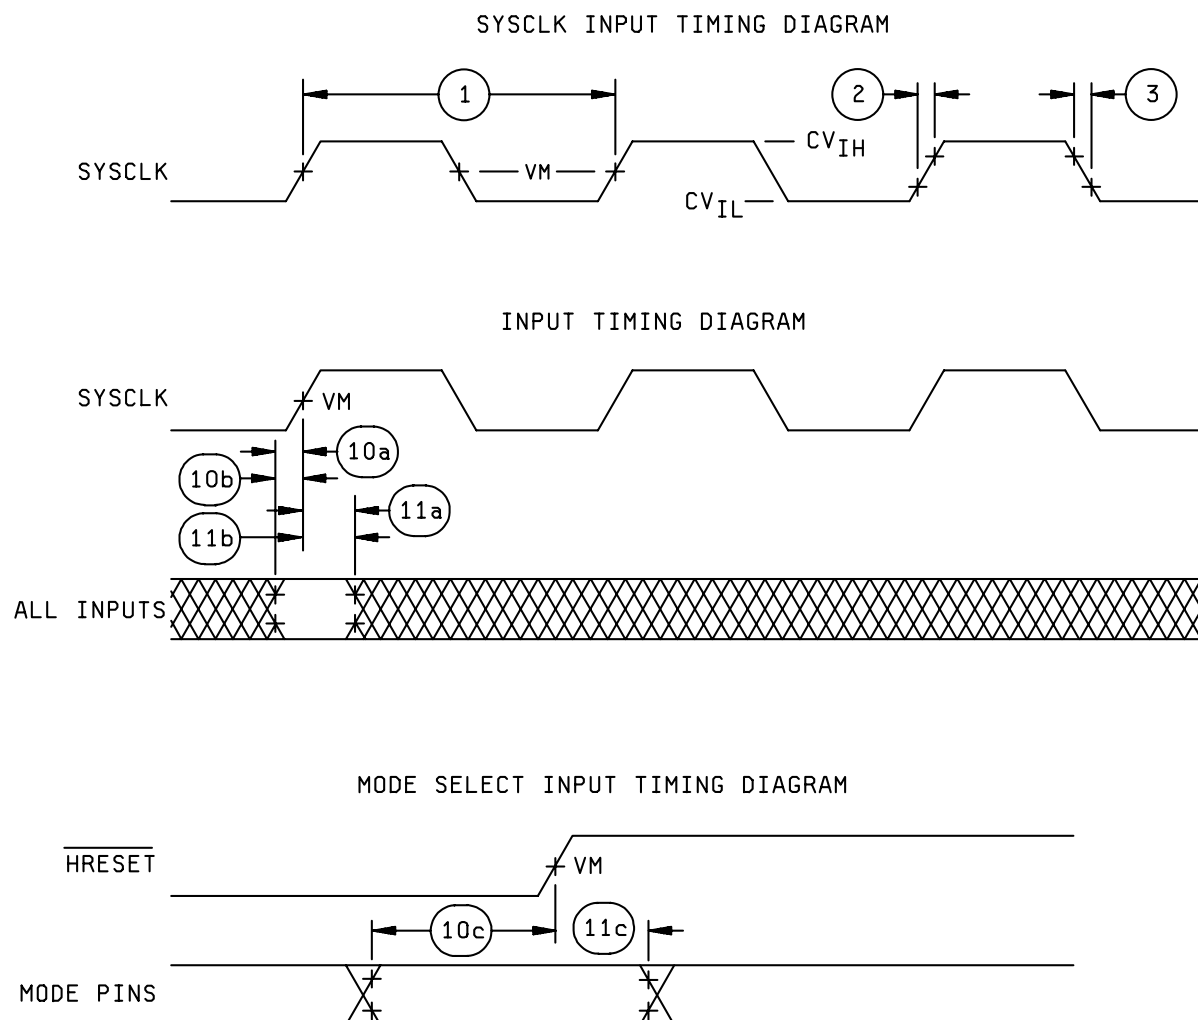 SYSCLK INPUT TIMING DIAGRAM
1
2
3
SYSCLK
VM
CVIH
CVIL
INPUT TIMING DIAGRAM
SYSCLK
VM
10a
10b
11a
11b
ALL INPUTS
MODE SELECT INPUT TIMING DIAGRAM
HRESET
VM
10c
11c
MODE PINS